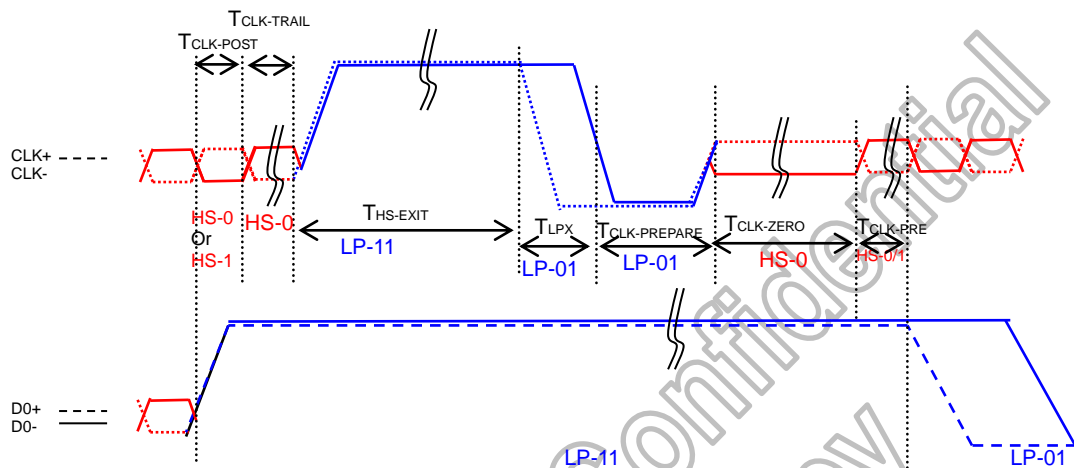 TCLK-TRAIL
TCLK-POST
CLK+
CLK-
HS-0
Or
HS-1
HS-0
THS-EXIT
LP-11
TLPX
LP-01
TCLK-PREPARE
LP-01
TCLK-ZERO
HS-0
TCLK-PRE
HS-0/1
D0+
D0-
LP-11
LP-01
Confidential